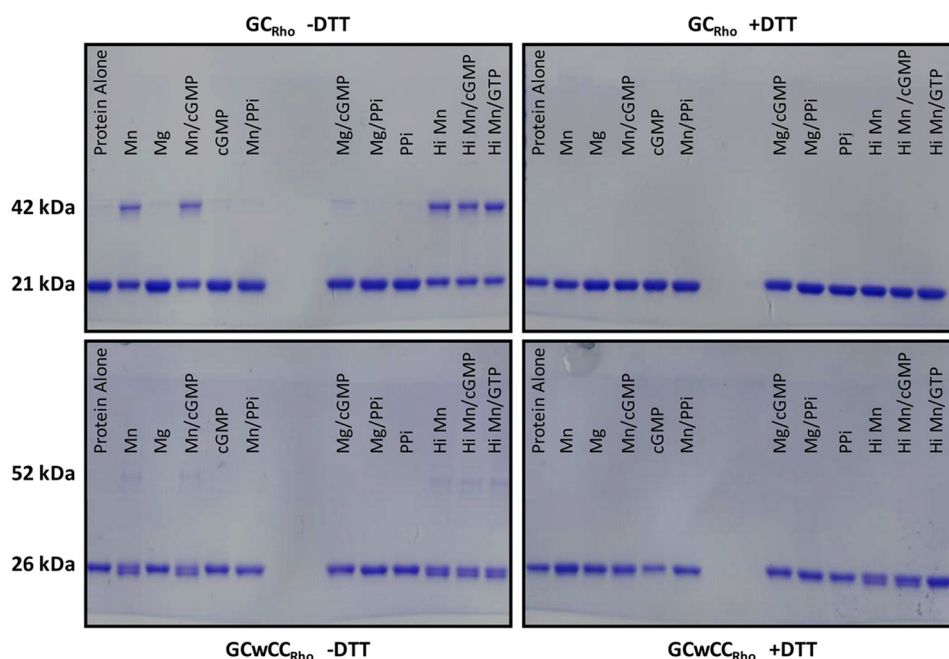 GCRho -DTT
GCRho +DTT
Protein Alone
Mn
Mg
Mn/cGMP
cGMP
Mn/PPi
Mg/cGMP
Mg/PPi
PPi
Hi Mn
Hi Mn/cGMP
Hi Mn/GTP
Protein Alone
Mn
Mg
Mn/cGMP
cGMP
Mn/PPi
Mg/cGMP
Mg/PPi
PPi
Hi Mn
Hi Mn /cGMP
Hi Mn/GTP
42 kDa
21 kDa
Protein Alone
Mn
Mg
Mn/cGMP
cGMP
Mn/PPi
Mg/cGMP
Mg/PPi
PPi
Hi Mn
Hi Mn/cGMP
Hi Mn/GTP
Protein Alone
Mn
Mg
Mn/cGMP
cGMP
Mn/PPi
Mg/cGMP
Mg/PPi
PPi
Hi Mn
Hi Mn/cGMP
Hi Mn/GTP
52 kDa
26 kDa
GCwCCRho -DTT
GCwCCRho +DTT